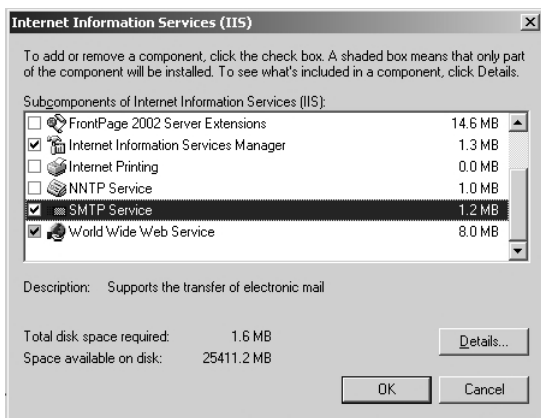 Internet Information Services (IIS)
To add or remove a component, click the check box. A shaded box means that only part
of the component will be installed. To see what's included in a component, click Details.
Subcomponents of Internet Information Services (IIS):
FrontPage 2002 Server Extensions 14.6 MB
Internet Information Services Manager 1.3 MB
Internet Printing 0.0 MB
NNTP Service 1.0 MB
SMTP Service 1.2 MB
World Wide Web Service 8.0 MB
Description: Supports the transfer of electronic mail
Total disk space required: 1.6 MB
Details...
Space available on disk: 25411.2 MB
OK Cancel